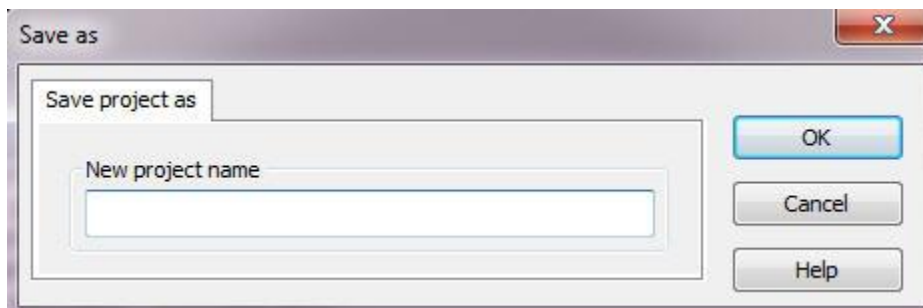 Save as
Save project as
New project name
OK
Cancel
Help